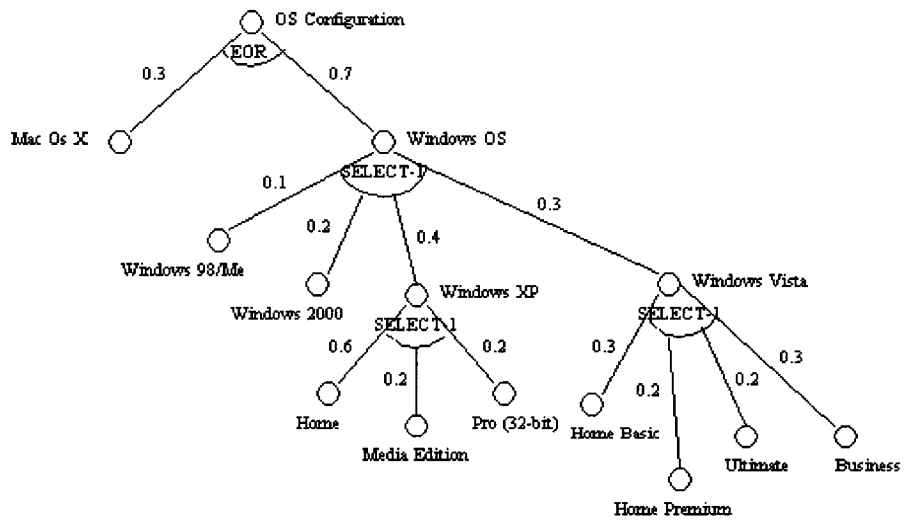 OS Configuration
EOR
0.3
0.7
Mac Os X
Windows OS
SELECT-1
0.1
0.2
0.4
0.3
Windows 98/Me
Windows 2000
Windows XP
Windows Vista
SELECT-1
SELECT-1
0.6
0.2
0.2
0.3
0.2
0.2
0.3
Home
Media Edition
Pro (32-bit)
Home Basic
Home Premium
Ultimate
Business